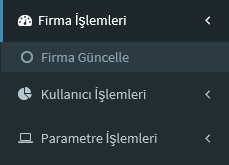 Firma İşlemleri
Firma Güncelle
Kullanıcı İşlemleri
Parametre İşlemleri